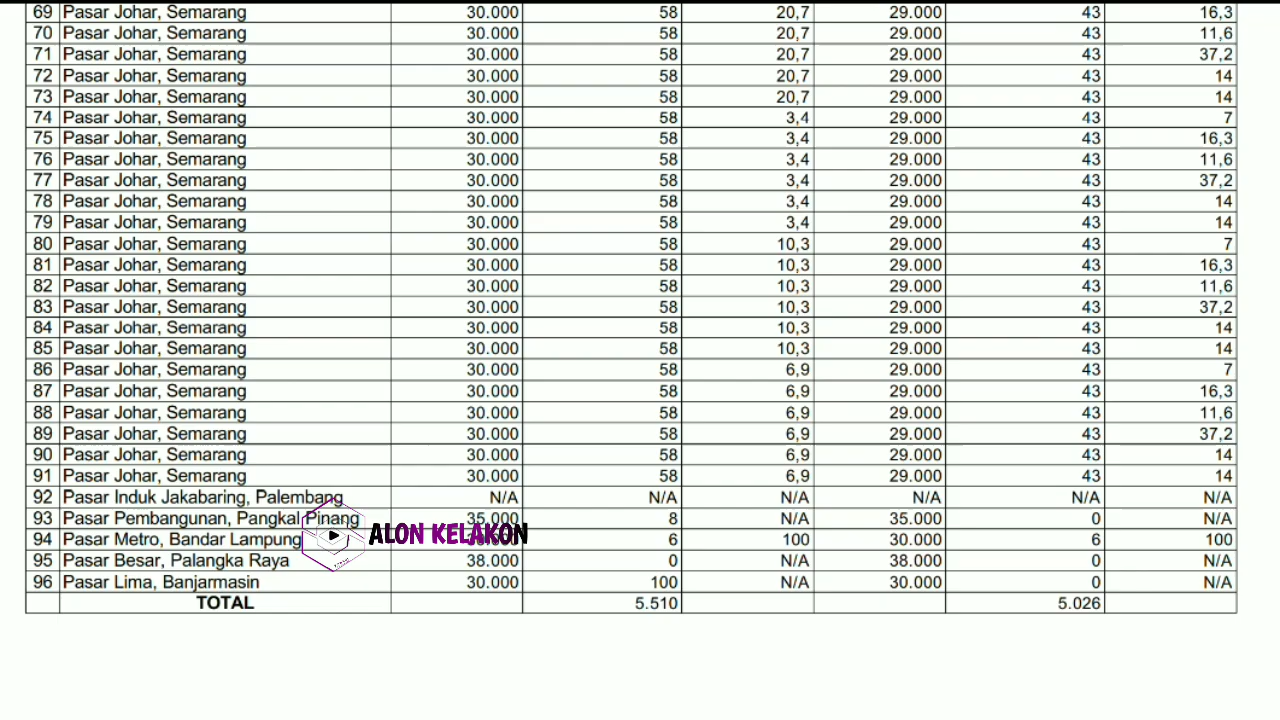 69 Pasar Johar, Semarang 30.000 58 20,7 29.000 43 16,3
70 Pasar Johar, Semarang 30.000 58 20,7 29.000 43 11,6
71 Pasar Johar, Semarang 30.000 58 20,7 29.000 43 37,2
72 Pasar Johar, Semarang 30.000 58 20,7 29.000 43 14
73 Pasar Johar, Semarang 30.000 58 20,7 29.000 43 14
74 Pasar Johar, Semarang 30.000 58 3,4 29.000 43 7
75 Pasar Johar, Semarang 30.000 58 3,4 29.000 43 16,3
76 Pasar Johar, Semarang 30.000 58 3,4 29.000 43 11,6
77 Pasar Johar, Semarang 30.000 58 3,4 29.000 43 37,2
78 Pasar Johar, Semarang 30.000 58 3,4 29.000 43 14
79 Pasar Johar, Semarang 30.000 58 3,4 29.000 43 14
80 Pasar Johar, Semarang 30.000 58 10,3 29.000 43 7
81 Pasar Johar, Semarang 30.000 58 10,3 29.000 43 16,3
82 Pasar Johar, Semarang 30.000 58 10,3 29.000 43 11,6
83 Pasar Johar, Semarang 30.000 58 10,3 29.000 43 37,2
84 Pasar Johar, Semarang 30.000 58 10,3 29.000 43 14
85 Pasar Johar, Semarang 30.000 58 10,3 29.000 43 14
86 Pasar Johar, Semarang 30.000 58 6,9 29.000 43 7
87 Pasar Johar, Semarang 30.000 58 6,9 29.000 43 16,3
88 Pasar Johar, Semarang 30.000 58 6,9 29.000 43 11,6
89 Pasar Johar, Semarang 30.000 58 6,9 29.000 43 37,2
90 Pasar Johar, Semarang 30.000 58 6,9 29.000 43 14
91 Pasar Johar, Semarang 30.000 58 6,9 29.000 43 14
92 Pasar Induk Jakabaring, Palembang N/A N/A N/A N/A N/A N/A
93 Pasar Pembangunan, Pangkal Pinang 35.000 8 N/A 35.000 0 N/A
ALON KELAKON
94 Pasar Metro, Bandar Lampung 6 100 30.000 6 100
95 Pasar Besar, Palangka Raya 38.000 0 38.000 0 N/A
96 Pasar Lima, Banjarmasin 30.000 100 N/A 30.000 0 N/A
TOTAL 5.510 5.026